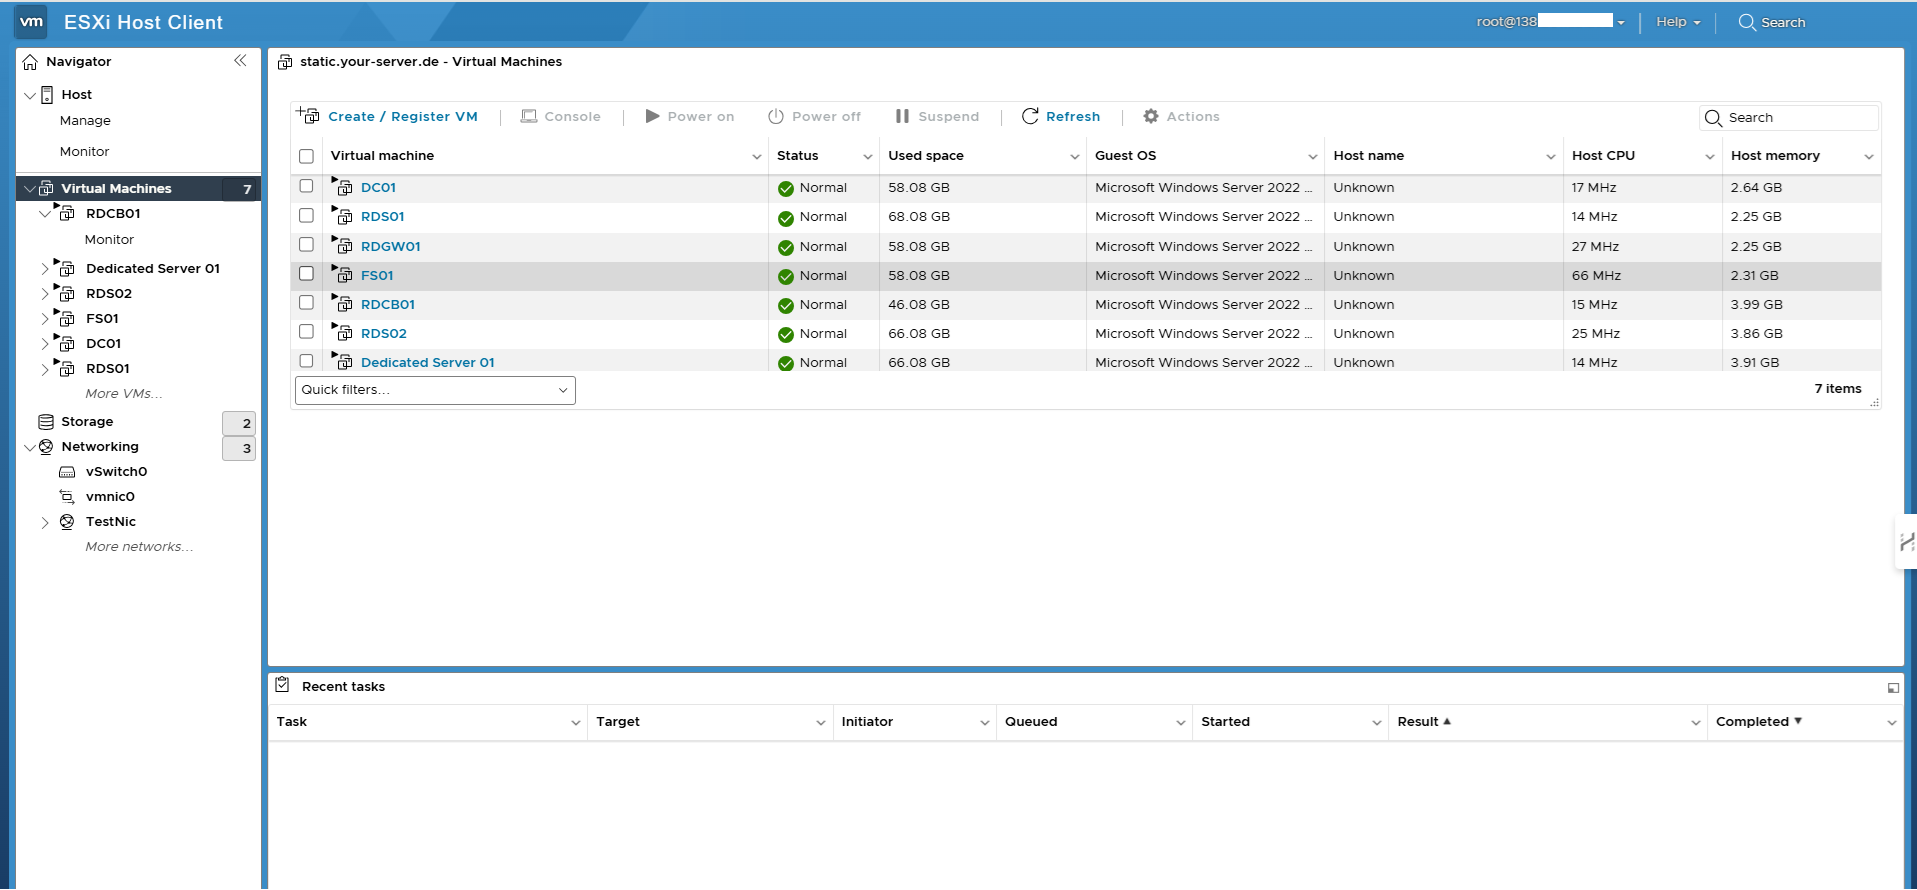 vm ESXi Host Client
root@138
Help
Search
Navigator
Host
Manage
Monitor
Virtual Machines 7
RDCB01
Monitor
Dedicated Server 01
RDS02
FS01
DC01
RDS01
More VMs...
Storage 2
Networking 3
vSwitch0
vmnic0
TestNic
More networks...
static.your-server.de - Virtual Machines
Create / Register VM Console Power on Power off Suspend Refresh Actions Search
Virtual machine Status Used space Guest OS Host name Host CPU Host memory
DC01 Normal 58.08 GB Microsoft Windows Server 2022 ... Unknown 17 MHz 2.64 GB
RDS01 Normal 68.08 GB Microsoft Windows Server 2022 ... Unknown 14 MHz 2.25 GB
RDGW01 Normal 58.08 GB Microsoft Windows Server 2022 ... Unknown 27 MHz 2.25 GB
FS01 Normal 58.08 GB Microsoft Windows Server 2022 ... Unknown 66 MHz 2.31 GB
RDCB01 Normal 46.08 GB Microsoft Windows Server 2022 ... Unknown 15 MHz 3.99 GB
RDS02 Normal 66.08 GB Microsoft Windows Server 2022 ... Unknown 25 MHz 3.86 GB
Dedicated Server 01 Normal 66.08 GB Microsoft Windows Server 2022 ... Unknown 14 MHz 3.91 GB
Quick filters... 7 items
Recent tasks
Task Target Initiator Queued Started Result ▲ Completed ▼